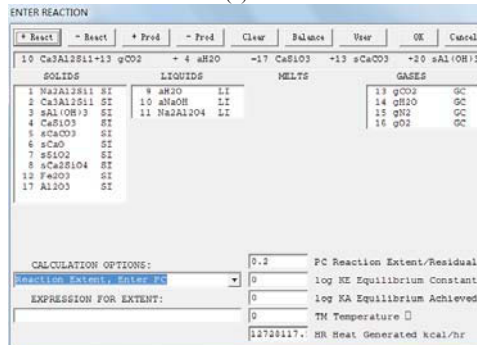 (s)
ENTER REACTION
+ React - React + Prod - Prod Clear Balance User OK Cancel
10 Ca3Al2Si1+13 gCO2 + 4 aH2O -17 CaSiO3 +13 sCaCO3 +20 sAl(OH)3
SOLIDS LIQUIDS MELTS GASES
1 Na2Al2Si1 SI 9 aH2O LI 13 gCO2 GC
2 Ca3Al2Si1 SI 10 aNaOH LI 14 gH2O GC
3 sAl(OH)3 SI 11 Na2Al2O4 LI 15 gN2 GC
4 CaSiO3 SI 16 gO2 GC
5 sCaCO3 SI
6 sCaO SI
7 sSiO2 SI
8 sCa2SiO4 SI
12 Fe2O3 SI
17 Al2O3 SI
CALCULATION OPTIONS: 0.2 PC Reaction Extent/Residual
Reaction Extent, Enter PC 0 log KE Equilibrium Constant
EXPRESSION FOR EXTENT: 0 log KA Equilibrium Achieved
0 TM Temperature
12728117. HR Heat Generated kcal/hr